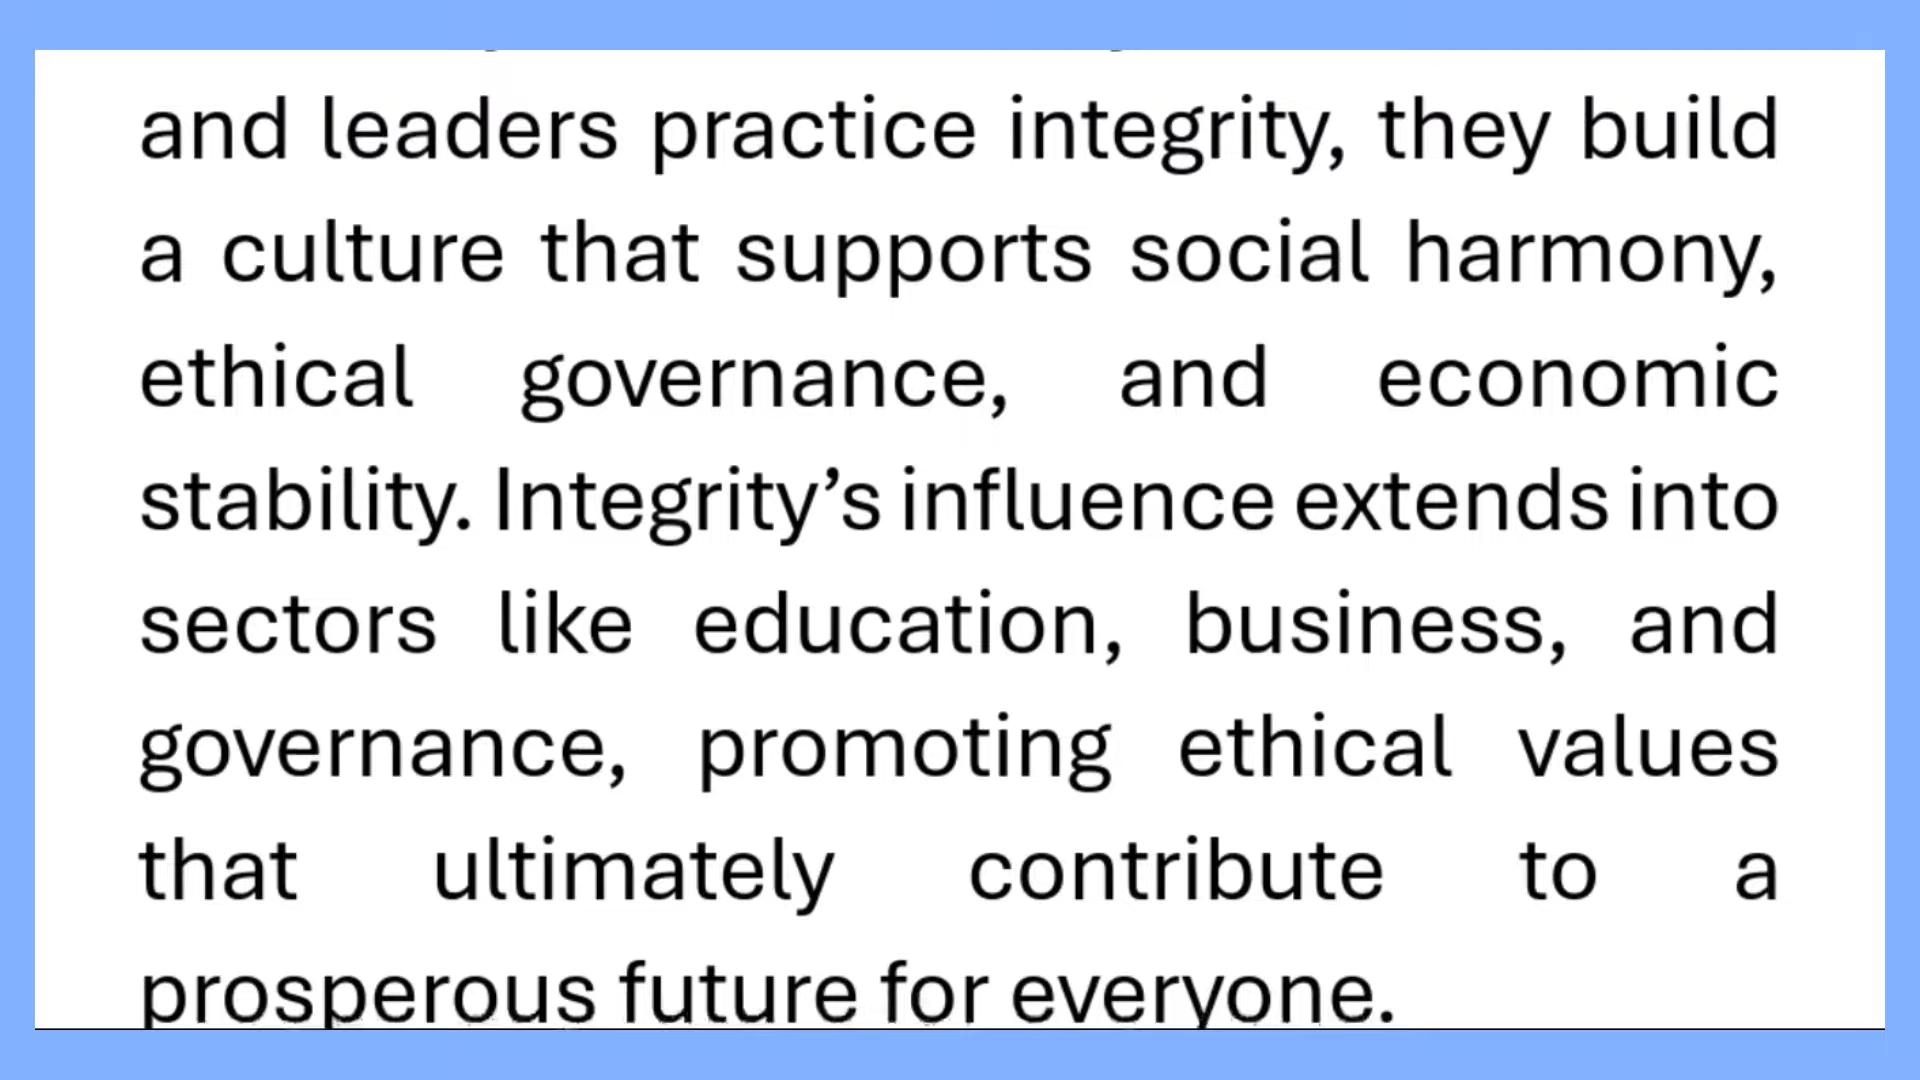 and leaders practice integrity, they build
a culture that supports social harmony,
ethical governance, and economic
stability. Integrity’s influence extends into
sectors like education, business, and
governance, promoting ethical values
that ultimately contribute to a
prosperous future for everyone.